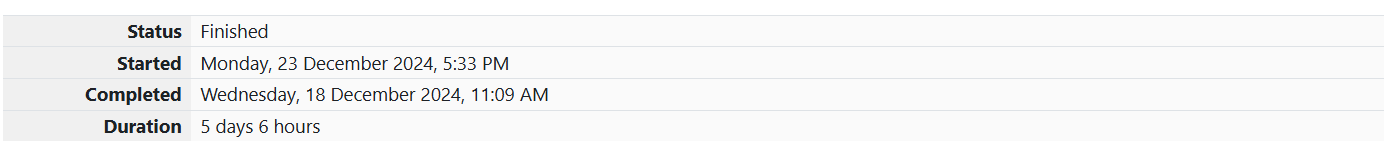 Status Finished
Started Monday, 23 December 2024, 5:33 PM
Completed Wednesday, 18 December 2024, 11:09 AM
Duration 5 days 6 hours